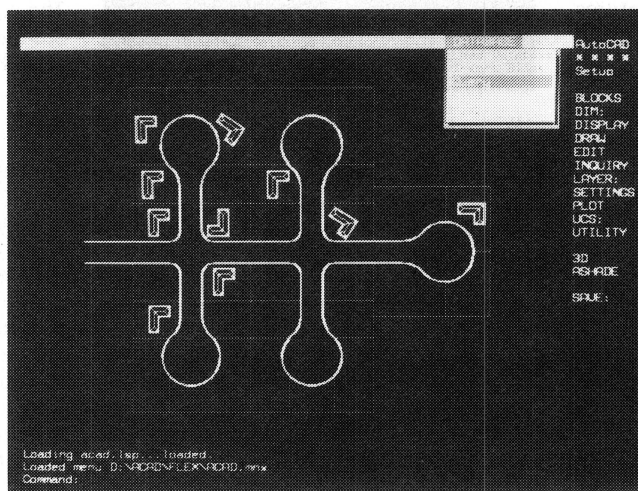 AutoCAD
* * * *
Setup
BLOCKS
DIM:
DISPLAY
DRAW
EDIT
INQUIRY
LAYER:
SETTINGS
PLOT
UCS:
UTILITY
3D
ASHADE
SAVE:
Loading acad.lsp...loaded.
Loaded menu D:\ACAD\FLEX\ACAD.mnx
Command: